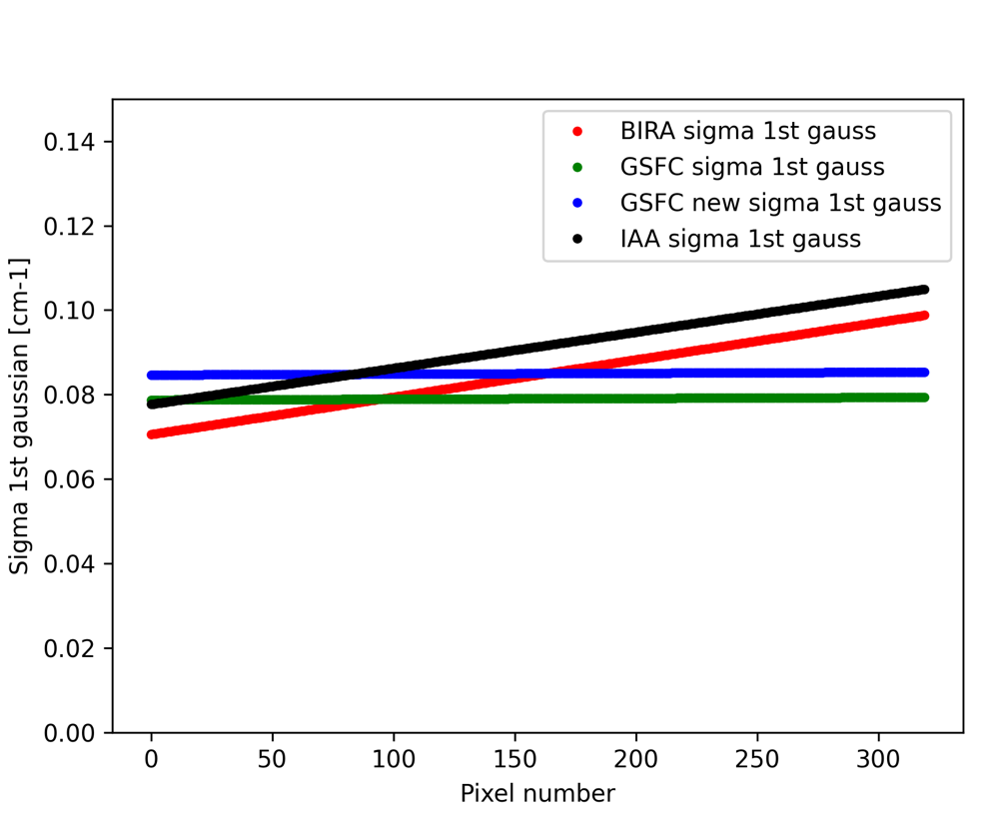 BIRA sigma 1st gauss
GSFC sigma 1st gauss
GSFC new sigma 1st gauss
IAA sigma 1st gauss
Sigma 1st gaussian [cm-1]
0.14
0.12
0.10
0.08
0.06
0.04
0.02
0.00
0 50 100 150 200 250 300
Pixel number